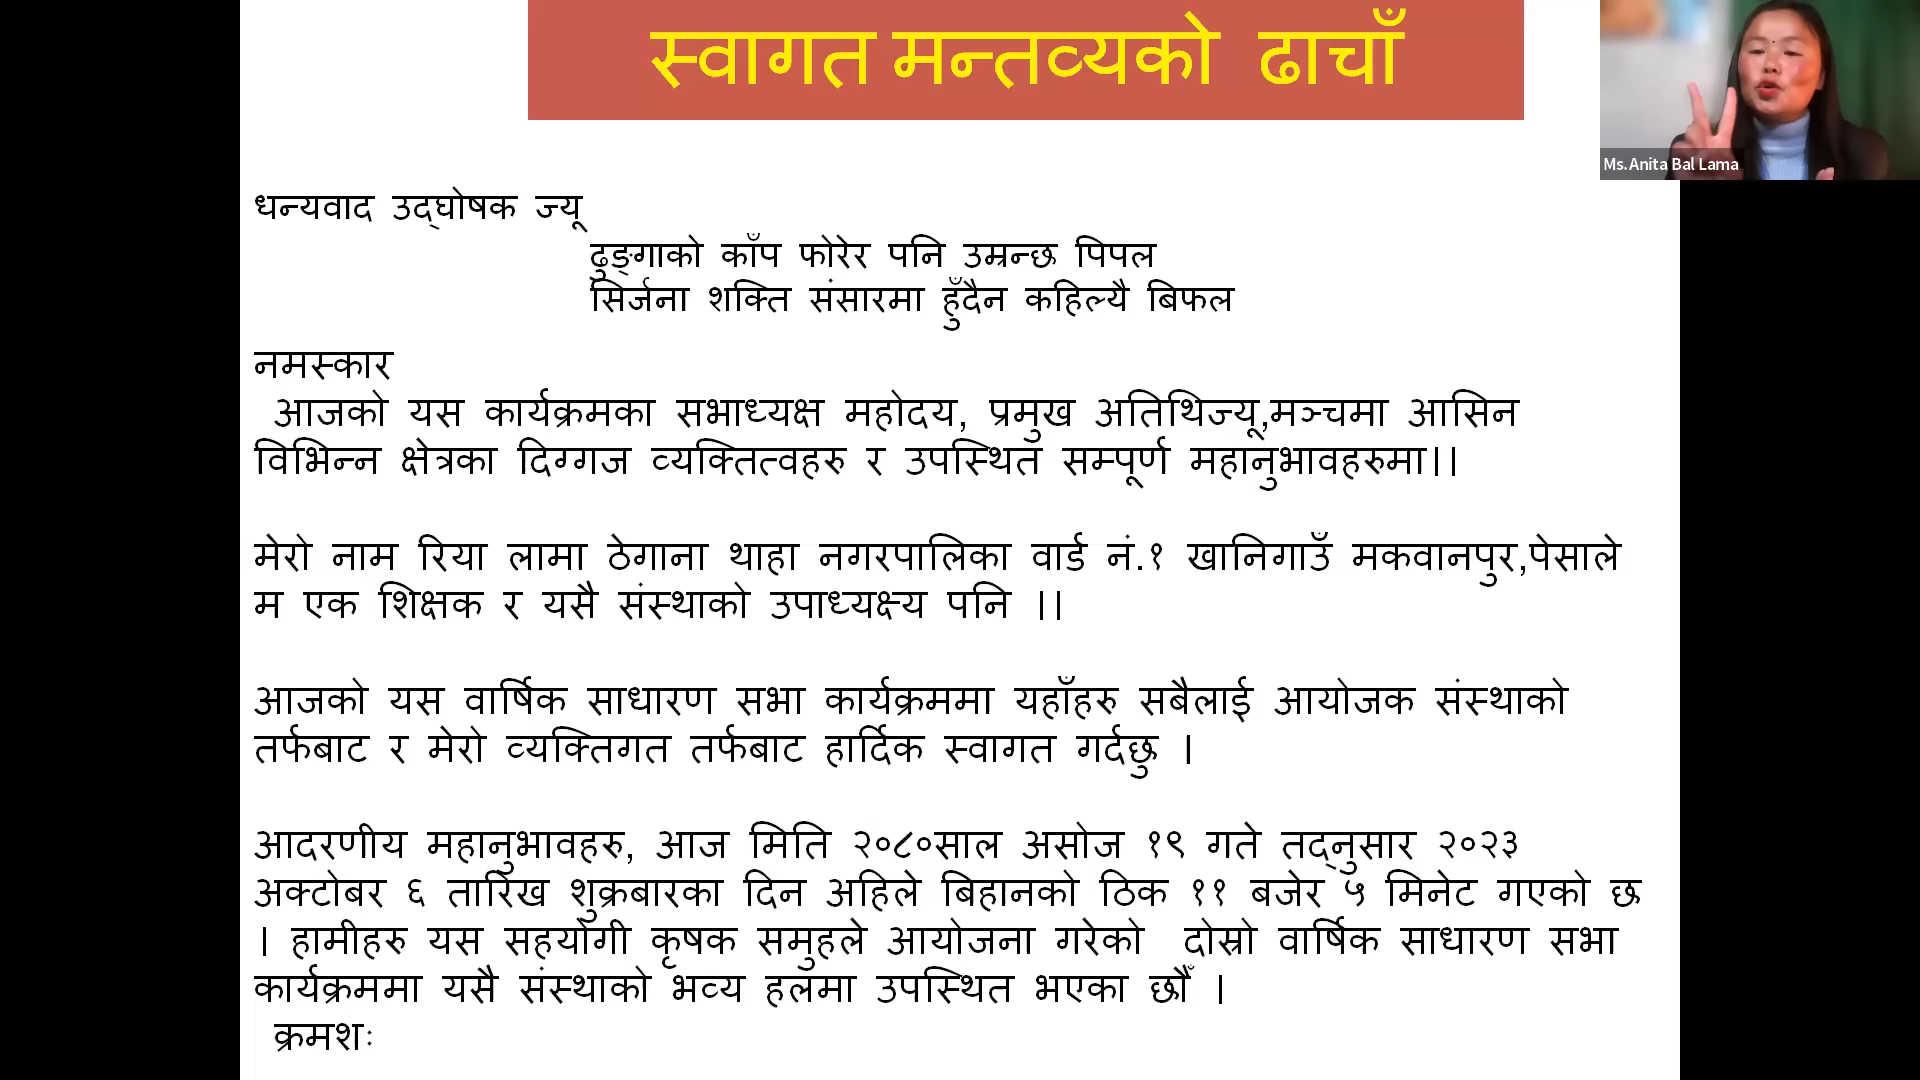 स्वागत मन्तव्यको ढाचाँ
Ms.Anita Bal Lama
धन्यवाद उद्घोषक ज्यू
ढुङ्गाको काँप फोरेर पनि उम्रन्छ पिपल
सिर्जना शक्ति संसारमा हुँदैन कहिल्यै बिफल
नमस्कार
आजको यस कार्यक्रमका सभाध्यक्ष महोदय, प्रमुख अतिथिज्यू,मञ्चमा आसिन
विभिन्न क्षेत्रका दिग्गज व्यक्तित्वहरु र उपस्थित सम्पूर्ण महानुभावहरुमा।।
मेरो नाम रिया लामा ठेगाना थाहा नगरपालिका वार्ड नं.१ खानिगाउँ मकवानपुर,पेसाले
म एक शिक्षक र यसै संस्थाको उपाध्यक्ष्य पनि ।।
आजको यस वार्षिक साधारण सभा कार्यक्रममा यहाँहरु सबैलाई आयोजक संस्थाको
तर्फबाट र मेरो व्यक्तिगत तर्फबाट हार्दिक स्वागत गर्दछु ।
आदरणीय महानुभावहरु, आज मिति २०८०साल असोज १९ गते तद्नुसार २०२३
अक्टोबर ६ तारिख शुक्रबारका दिन अहिले बिहानको ठिक ११ बजेर ५ मिनेट गएको छ
। हामीहरु यस सहयोगी कृषक समुहले आयोजना गरेको दोस्रो वार्षिक साधारण सभा
कार्यक्रममा यसै संस्थाको भव्य हलमा उपस्थित भएका छौँ ।
क्रमशः